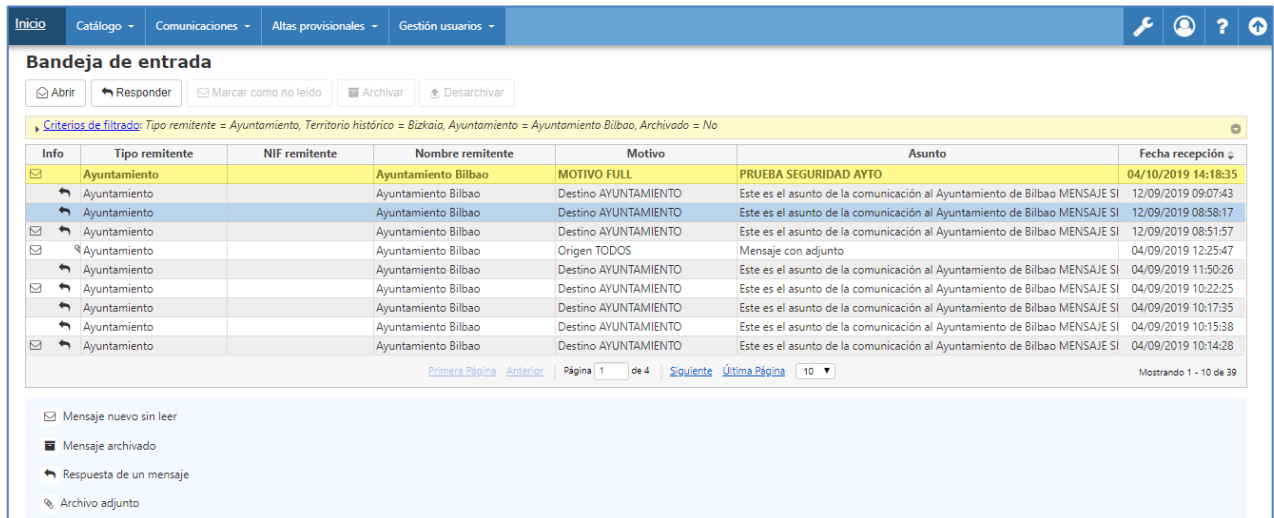 Inicio Catálogo Comunicaciones Altas provisionales Gestión usuarios ?
Bandeja de entrada
Abrir Responder Marcar como no leído Archivar Desarchivar
Criterios de filtrado: Tipo remitente = Ayuntamiento, Territorio histórico = Bizkaia, Ayuntamiento = Ayuntamiento Bilbao, Archivado = No
Info Tipo remitente NIF remitente Nombre remitente Motivo Asunto Fecha recepción
Ayuntamiento Ayuntamiento Bilbao MOTIVO FULL PRUEBA SEGURIDAD AYTO 04/10/2019 14:18:35
Ayuntamiento Ayuntamiento Bilbao Destino AYUNTAMIENTO Este es el asunto de la comunicación al Ayuntamiento de Bilbao MENSAJE SI 12/09/2019 09:07:43
Ayuntamiento Ayuntamiento Bilbao Destino AYUNTAMIENTO Este es el asunto de la comunicación al Ayuntamiento de Bilbao MENSAJE SI 12/09/2019 08:58:17
Ayuntamiento Ayuntamiento Bilbao Destino AYUNTAMIENTO Este es el asunto de la comunicación al Ayuntamiento de Bilbao MENSAJE SI 12/09/2019 08:51:57
Ayuntamiento Ayuntamiento Bilbao Origen TODOS Mensaje con adjunto 04/09/2019 12:25:47
Ayuntamiento Ayuntamiento Bilbao Destino AYUNTAMIENTO Este es el asunto de la comunicación al Ayuntamiento de Bilbao MENSAJE SI 04/09/2019 11:50:26
Ayuntamiento Ayuntamiento Bilbao Destino AYUNTAMIENTO Este es el asunto de la comunicación al Ayuntamiento de Bilbao MENSAJE SI 04/09/2019 10:22:25
Ayuntamiento Ayuntamiento Bilbao Destino AYUNTAMIENTO Este es el asunto de la comunicación al Ayuntamiento de Bilbao MENSAJE SI 04/09/2019 10:17:35
Ayuntamiento Ayuntamiento Bilbao Destino AYUNTAMIENTO Este es el asunto de la comunicación al Ayuntamiento de Bilbao MENSAJE SI 04/09/2019 10:15:38
Ayuntamiento Ayuntamiento Bilbao Destino AYUNTAMIENTO Este es el asunto de la comunicación al Ayuntamiento de Bilbao MENSAJE SI 04/09/2019 10:14:28
Primera Página Anterior Página 1 de 4 Siguiente Última Página 10 Mostrando 1 - 10 de 39
Mensaje nuevo sin leer
Mensaje archivado
Respuesta de un mensaje
Archivo adjunto